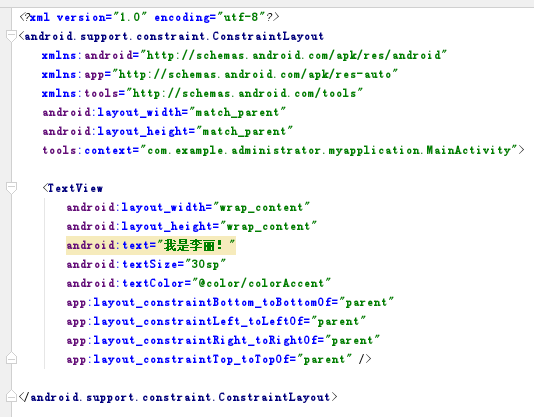 <?xml version="1.0" encoding="utf-8"?>
<android.support.constraint.ConstraintLayout
xmlns:android="http://schemas.android.com/apk/res/android"
xmlns:app="http://schemas.android.com/apk/res-auto"
xmlns:tools="http://schemas.android.com/tools"
android:layout_width="match_parent"
android:layout_height="match_parent"
tools:context="com.example.administrator.myapplication.MainActivity">
<TextView
android:layout_width="wrap_content"
android:layout_height="wrap_content"
android:text="我是李丽！"
android:textSize="30sp"
android:textColor="@color/colorAccent"
app:layout_constraintBottom_toBottomOf="parent"
app:layout_constraintLeft_toLeftOf="parent"
app:layout_constraintRight_toRightOf="parent"
app:layout_constraintTop_toTopOf="parent" />
</android.support.constraint.ConstraintLayout>